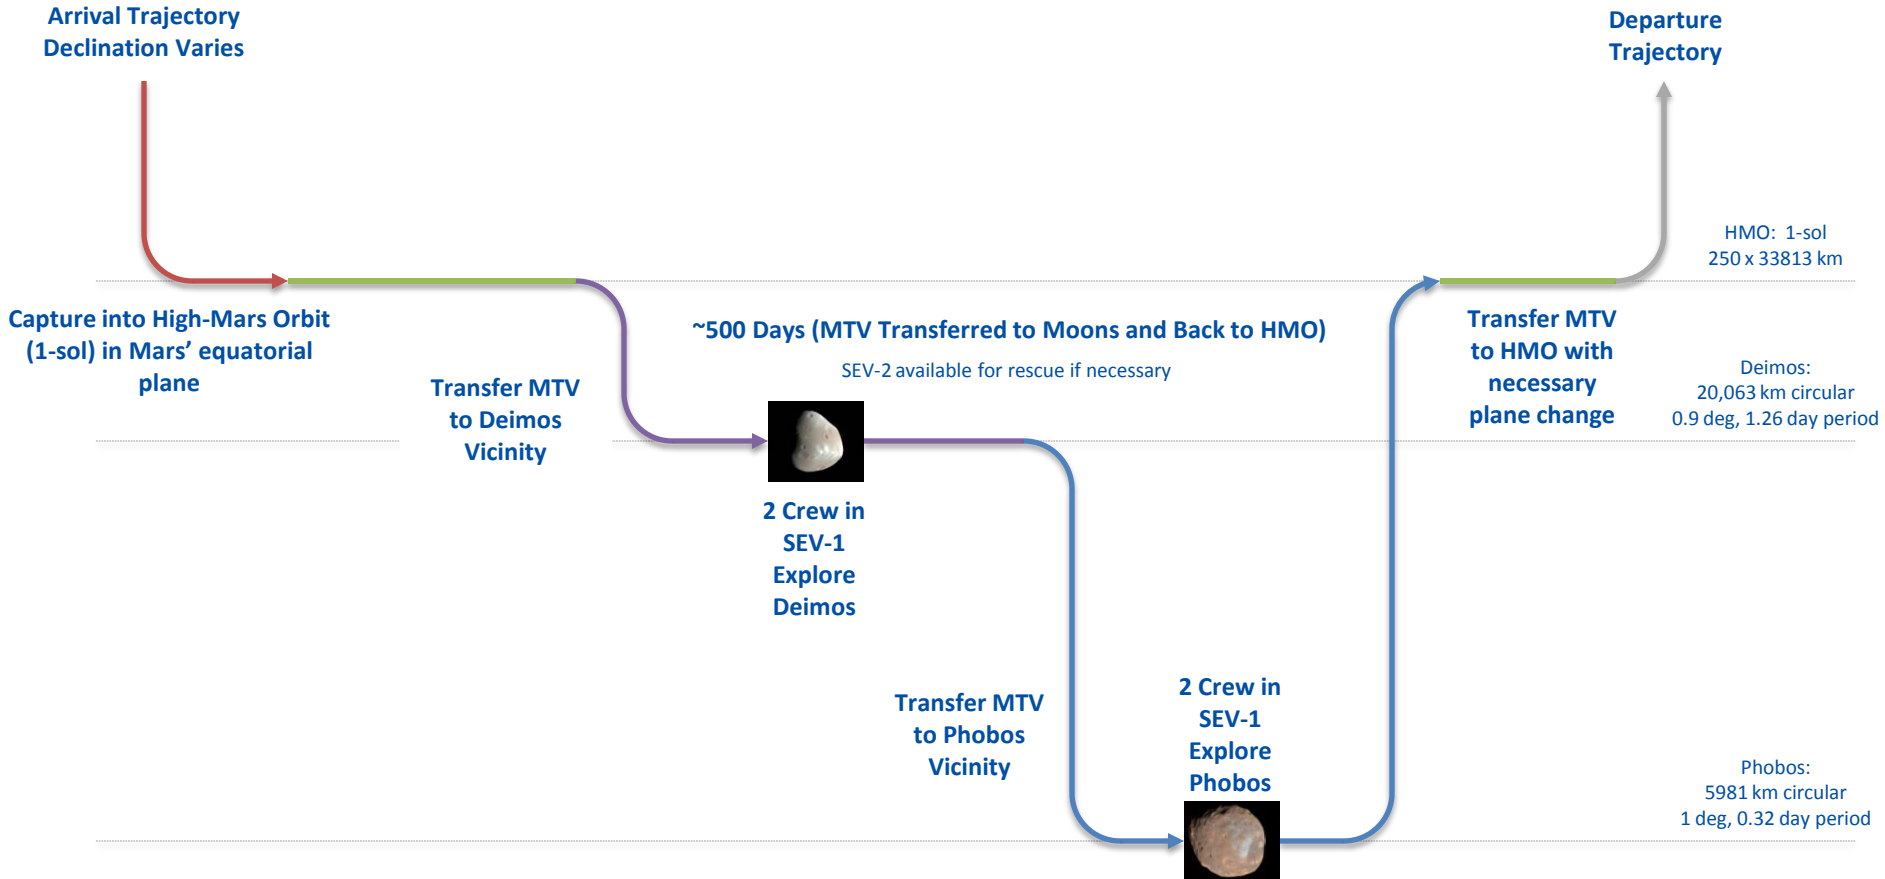 Arrival Trajectory
Declination Varies
Departure
Trajectory
HMO: 1-sol
250 x 33813 km
Capture into High-Mars Orbit
(1-sol) in Mars’ equatorial
plane
~500 Days (MTV Transferred to Moons and Back to HMO)
SEV-2 available for rescue if necessary
Transfer MTV
to HMO with
necessary
plane change
Deimos:
20,063 km circular
0.9 deg, 1.26 day period
Transfer MTV
to Deimos
Vicinity
2 Crew in
SEV-1
Explore
Deimos
Transfer MTV
to Phobos
Vicinity
2 Crew in
SEV-1
Explore
Phobos
Phobos:
5981 km circular
1 deg, 0.32 day period